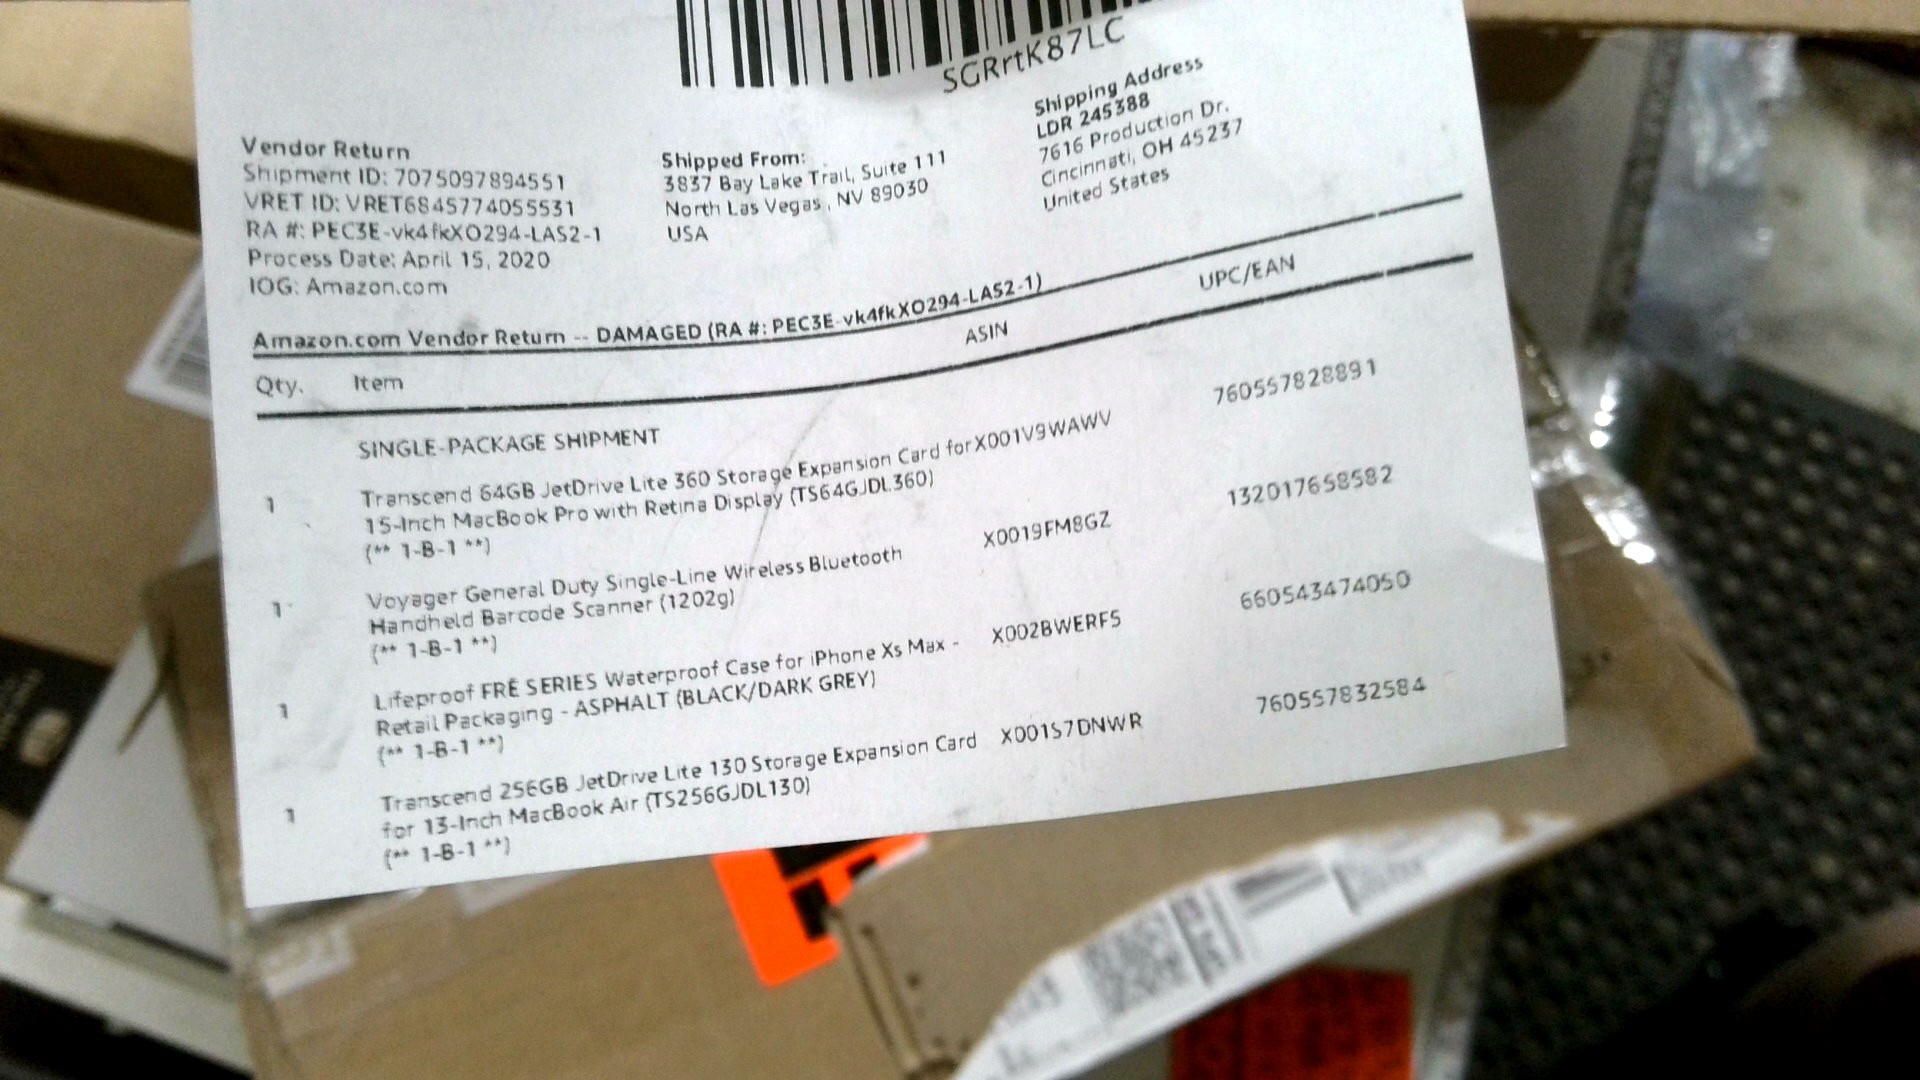 SGRrtK87LC
Vendor Return
Shipment ID: 7075097894551
VRET ID: VRET6845774055531
RA #: PEC3E-vk4fkXO294-LAS2-1
Process Date: April 15, 2020
IOG: Amazon.com
Shipped From:
3837 Bay Lake Trail, Suite 111
North Las Vegas , NV 89030
USA
Shipping Address
LDR 245388
7616 Production Dr.
Cincinnati, OH 45237
United States
Amazon.com Vendor Return -- DAMAGED (RA #: PEC3E-vk4fkXO294-LAS2-1)
Qty. Item ASIN UPC/EAN
SINGLE-PACKAGE SHIPMENT
1 Transcend 64GB JetDrive Lite 360 Storage Expansion Card for X001V9WAWV 760557828891
15-Inch MacBook Pro with Retina Display (TS64GJDL360)
(** 1-B-1 **)
1 Voyager General Duty Single-Line Wireless Bluetooth X0019FM8GZ 132017658582
Handheld Barcode Scanner (1202g)
(** 1-B-1 **)
1 Lifeproof FRĒ SERIES Waterproof Case for iPhone Xs Max - X002BWERF5 660543474050
Retail Packaging - ASPHALT (BLACK/DARK GREY)
(** 1-B-1 **)
1 Transcend 256GB JetDrive Lite 130 Storage Expansion Card X001S7DNWR 760557832584
for 13-Inch MacBook Air (TS256GJDL130)
(** 1-B-1 **)